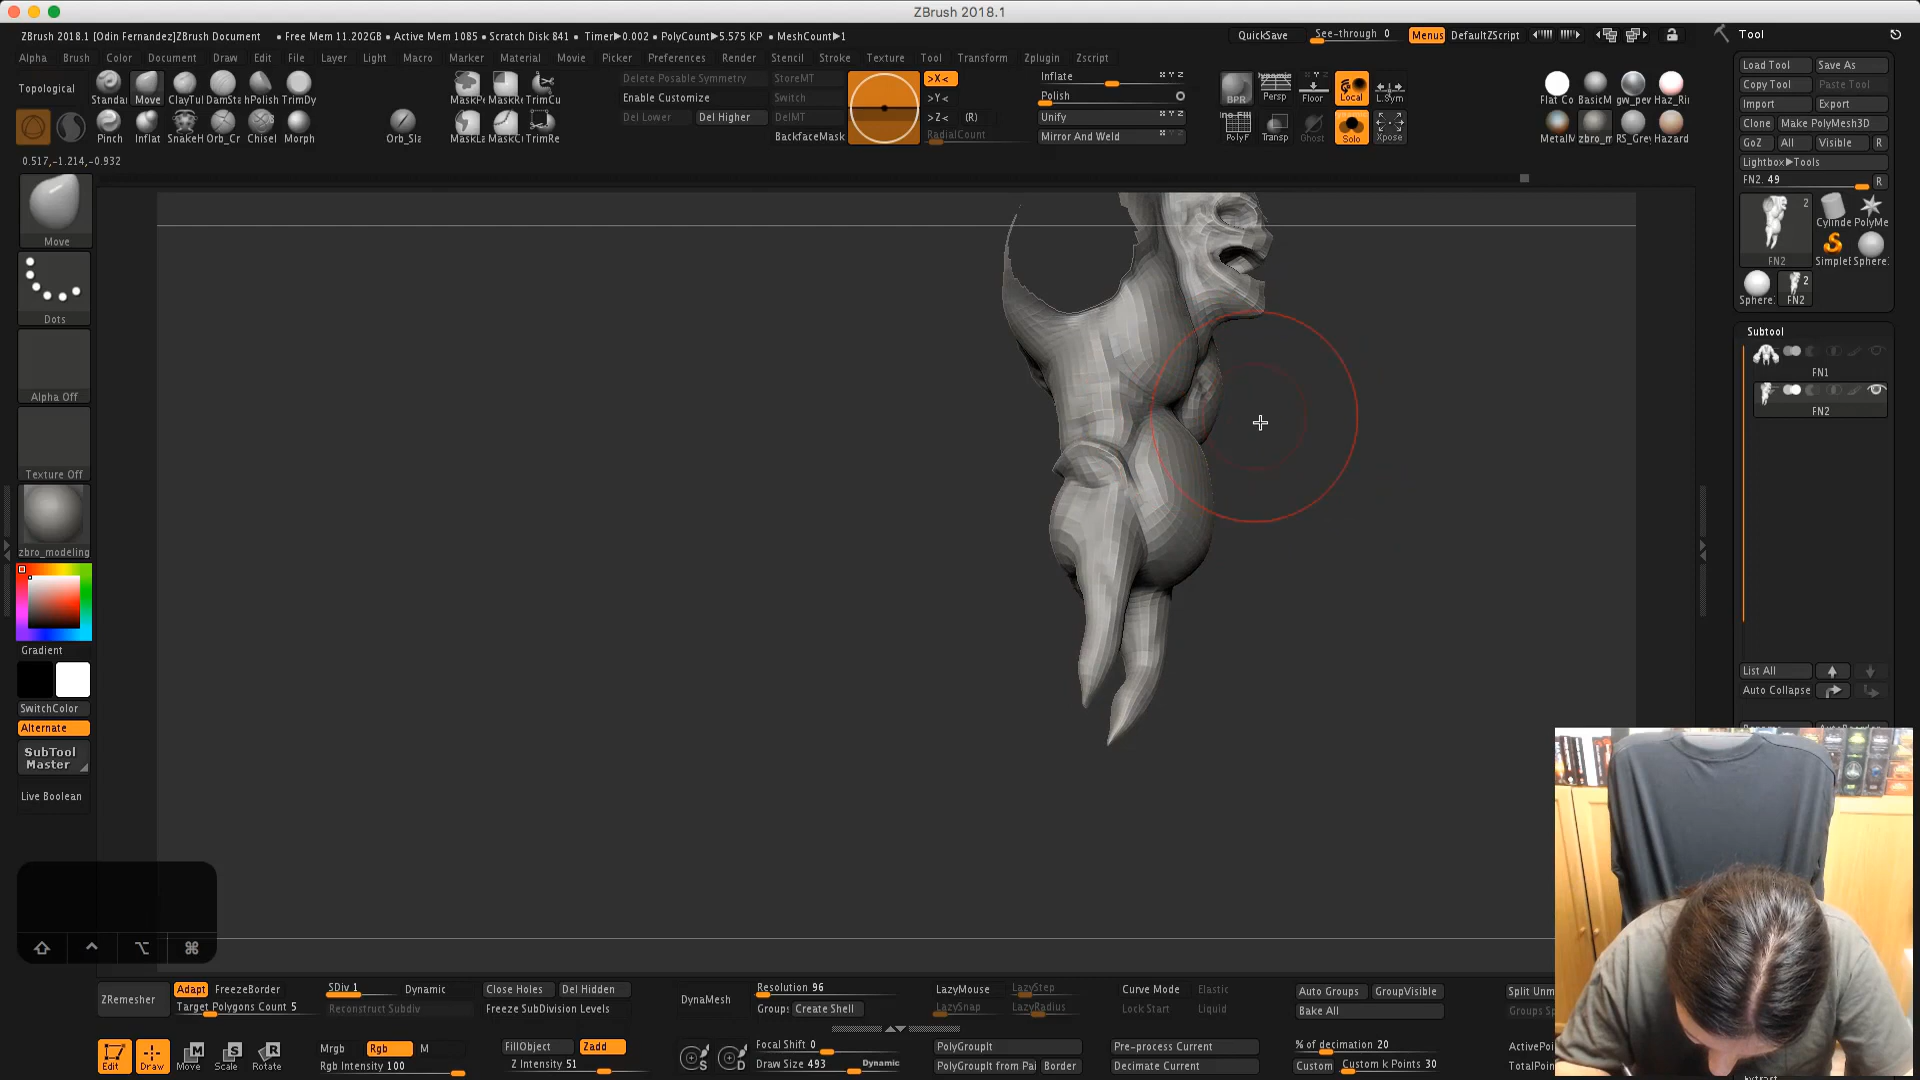 ZBrush 2018.1
ZBrush 2018.1 [Odin Fernandez]ZBrush Document ● Free Mem 11.202GB ● Active Mem 1085 ● Scratch Disk 841 ● Timer▶0.002 ● PolyCount▶5.575 KP ● MeshCount▶1
QuickSave See-through 0 Menus DefaultZScript
Tool
Alpha Brush Color Document Draw Edit File Layer Light Macro Marker Material Movie Picker Preferences Render Stencil Stroke Texture Tool Transform Zplugin Zscript
Load Tool Save As
Copy Tool Paste Tool
Import Export
Clone Make PolyMesh3D
GoZ All Visible R
Lightbox▶Tools
FN2. 49 R
Topological
Standa Move ClayTu DamSta hPolish TrimDy
Pinch Inflat SnakeH Orb_Cr Chisel Morph
Orb_Sla
MaskPe MaskRe TrimCu
MaskLa MaskCi TrimRe
Delete Posable Symmetry StoreMT
Enable Customize Switch
Del Lower Del Higher DelMT
BackfaceMask
>X<
>Y<
>Z< (R)
RadialCount
Inflate X Y Z
Polish
Unify X Y Z
Mirror And Weld X Y Z
BPR Dynamic Persp Floor Local L.Sym
Line Fill PolyF Transp Ghost Solo Xpose
Flat Co BasicM gw_pev Haz_Ri
MetalM zbro_m RS_Gre Hazard
0.517,-1.214,-0.932
Move
Dots
Alpha Off
Texture Off
zbro_modeling
Gradient
SwitchColor
Alternate
SubTool
Master
Live Boolean
2
Cylinde PolyMe
FN2 SimpleB Sphere
2
Sphere FN2
Subtool
FN1
FN2
List All
Auto Collapse
ZRemesher Adapt FreezeBorder
Target Polygons Count 5
SDiv 1 Dynamic
Reconstruct Subdiv
Close Holes Del Hidden
Freeze SubDivision Levels
DynaMesh
Resolution 96
Groups Create Shell
LazyMouse LazyStep
LazySnap LazyRadius
Curve Mode Elastic
Lock Start Liquid
Auto Groups GroupVisible
Bake All
Split Unm
Groups Sp
Edit Draw Move Scale Rotate
Mrgb Rgb M
Rgb Intensity 100
FillObject Zadd
Z Intensity 51
S D
Focal Shift 0
Draw Size 493 Dynamic
PolyGroupIt
PolyGroupIt from Pai Border
Pre-process Current
Decimate Current
% of decimation 20
Custom Custom k Points 30
ActivePoi
TotalPoin
Extract